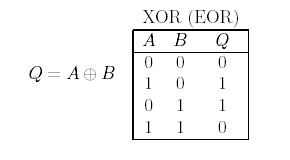 XOR (EOR)
A B Q
0 0 0
Q = A ⊕ B
1 0 1
0 1 1
1 1 0